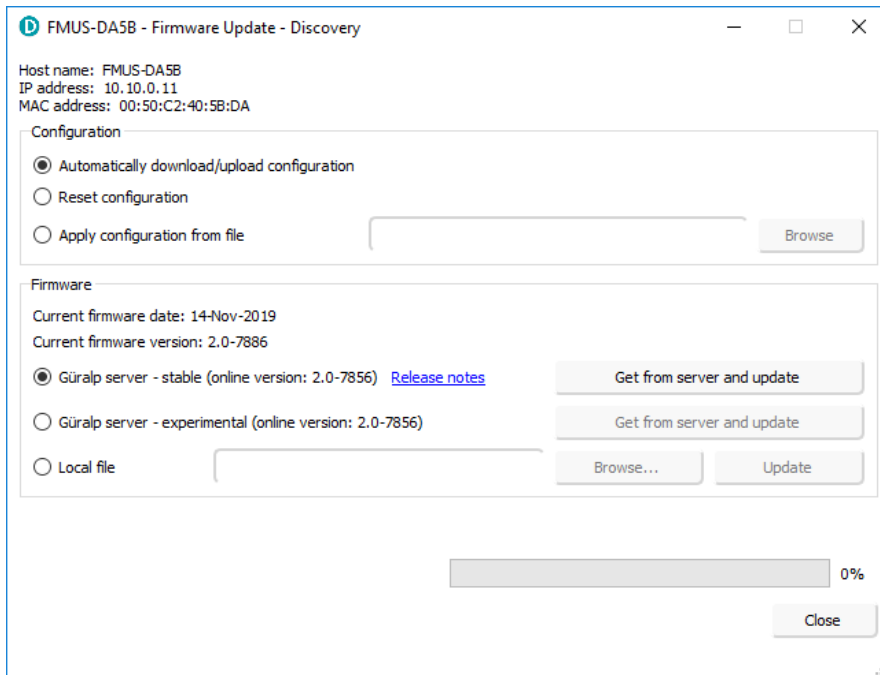 FMUS-DA5B - Firmware Update - Discovery
Host name: FMUS-DA5B
IP address: 10.10.0.11
MAC address: 00:50:C2:40:5B:DA
Configuration
Automatically download/upload configuration
Reset configuration
Apply configuration from file Browse
Firmware
Current firmware date: 14-Nov-2019
Current firmware version: 2.0-7886
Güralp server - stable (online version: 2.0-7856) Release notes Get from server and update
Güralp server - experimental (online version: 2.0-7856) Get from server and update
Local file Browse... Update
0%
Close